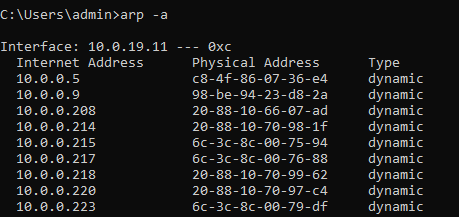 C:\Users\admin>arp -a
Interface: 10.0.19.11 --- 0xc
Internet Address Physical Address Type
10.0.0.5 c8-4f-86-07-36-e4 dynamic
10.0.0.9 98-be-94-23-d8-2a dynamic
10.0.0.208 20-88-10-66-07-ad dynamic
10.0.0.214 20-88-10-70-98-1f dynamic
10.0.0.215 6c-3c-8c-00-75-94 dynamic
10.0.0.217 6c-3c-8c-00-76-88 dynamic
10.0.0.218 20-88-10-70-99-62 dynamic
10.0.0.220 20-88-10-70-97-c4 dynamic
10.0.0.223 6c-3c-8c-00-79-df dynamic